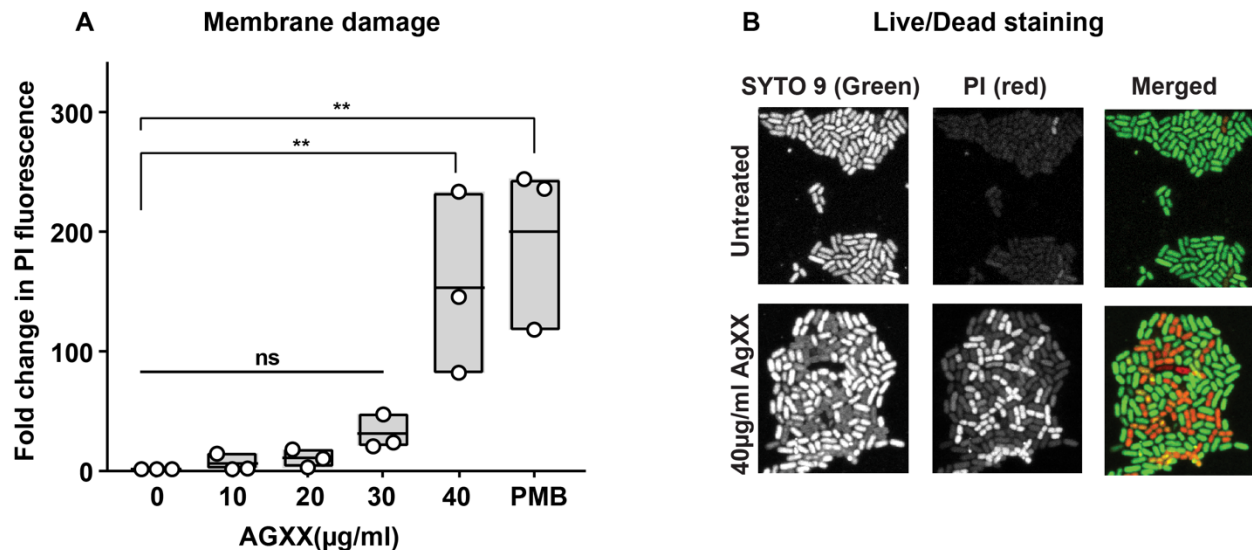 A Membrane damage
Fold change in PI fluorescence
300
200
100
0
**
**
ns
0 10 20 30 40 PMB
AGXX(µg/ml)
B Live/Dead staining
SYTO 9 (Green) PI (red) Merged
Untreated
40µg/ml AgXX